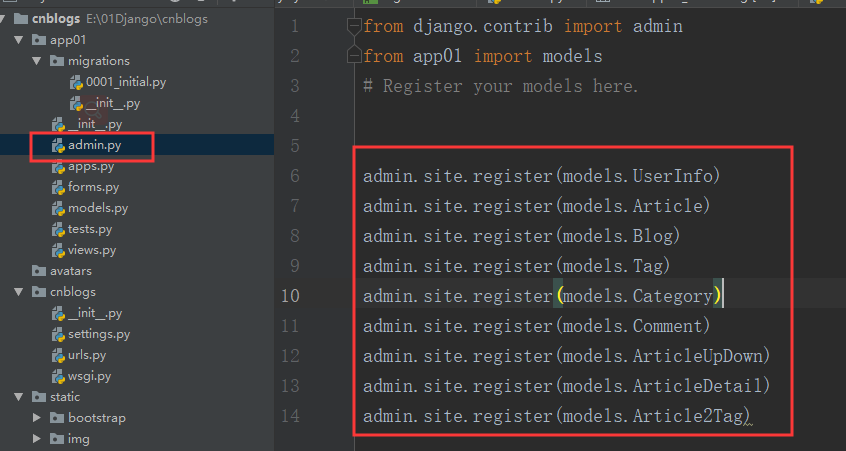 cnblogs E:\01Django\cnblogs
app01
migrations
0001_initial.py
__init__.py
__init__.py
admin.py
apps.py
forms.py
models.py
tests.py
views.py
avatars
cnblogs
__init__.py
settings.py
urls.py
wsgi.py
static
bootstrap
img
1 from django.contrib import admin
2 from app01 import models
3 # Register your models here.
4
5
6 admin.site.register(models.UserInfo)
7 admin.site.register(models.Article)
8 admin.site.register(models.Blog)
9 admin.site.register(models.Tag)
10 admin.site.register(models.Category)
11 admin.site.register(models.Comment)
12 admin.site.register(models.ArticleUpDown)
13 admin.site.register(models.ArticleDetail)
14 admin.site.register(models.Article2Tag)